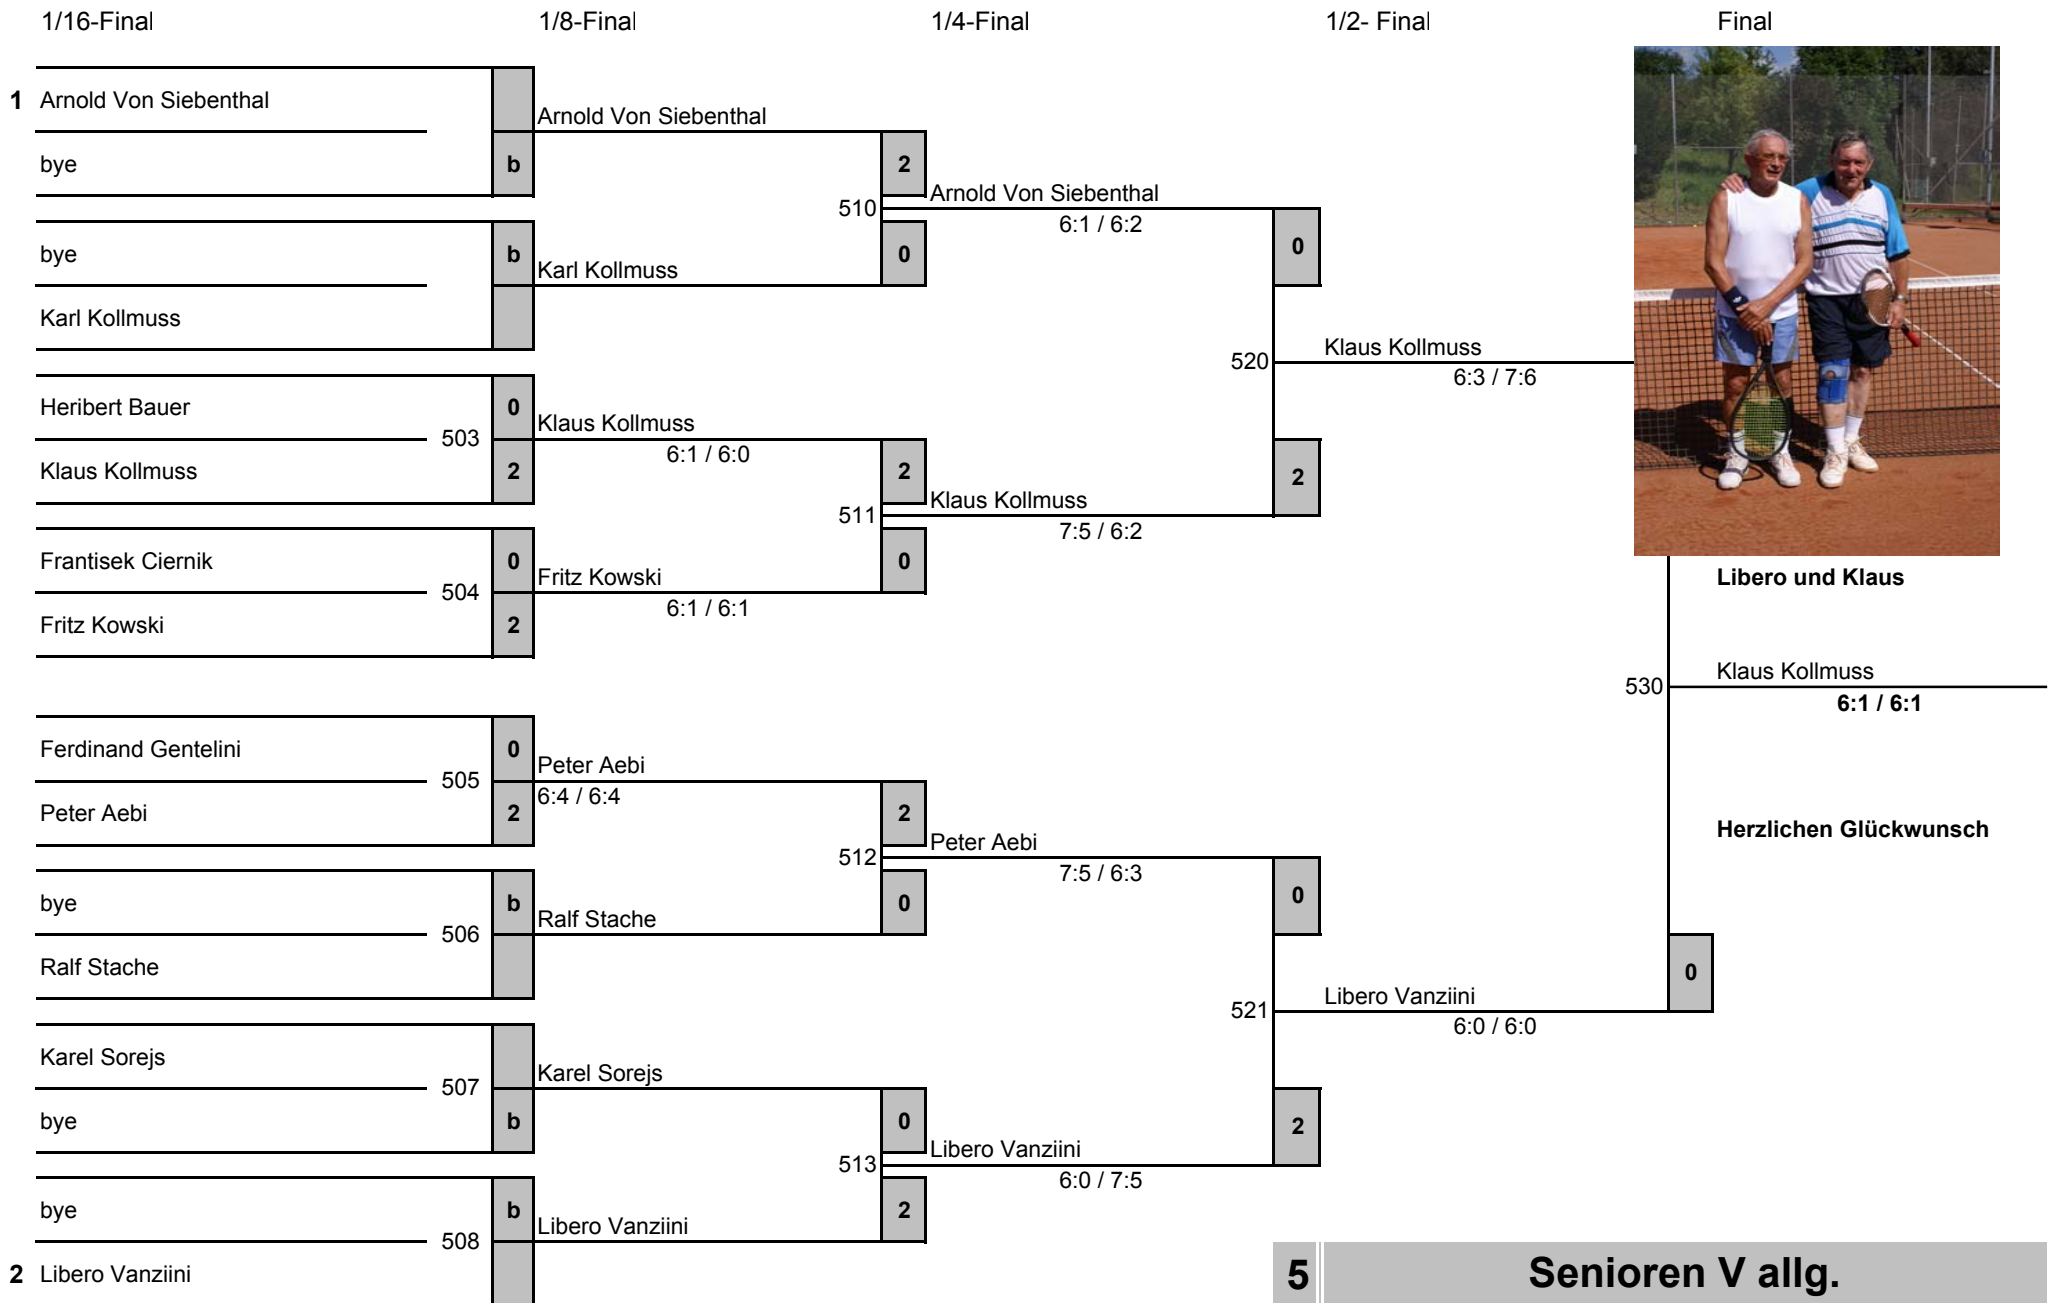 1/16-Final 1/8-Final 1/4-Final 1/2- Final Final
1 Arnold Von Siebenthal
Arnold Von Siebenthal
bye b
2
Arnold Von Siebenthal
510
6:1 / 6:2
bye b
0
0
Karl Kollmuss
Karl Kollmuss
Klaus Kollmuss
520
6:3 / 7:6
Heribert Bauer 0
Klaus Kollmuss
503
6:1 / 6:0
Klaus Kollmuss 2
2
2
Klaus Kollmuss
511
7:5 / 6:2
Frantisek Ciernik 0
0
Fritz Kowski
Libero und Klaus
504
6:1 / 6:1
Fritz Kowski 2
Klaus Kollmuss
530
6:1 / 6:1
Ferdinand Gentelini 0
Peter Aebi
505
6:4 / 6:4
Peter Aebi 2
2
Herzlichen Glückwunsch
Peter Aebi
512
7:5 / 6:3
0
bye b
0
Ralf Stache
506
Ralf Stache
0
Libero Vanziini
521
6:0 / 6:0
Karel Sorejs
Karel Sorejs
507
bye b
0
2
Libero Vanziini
513
6:0 / 7:5
bye b
2
Libero Vanziini
508
2 Libero Vanziini
5 Senioren V allg.